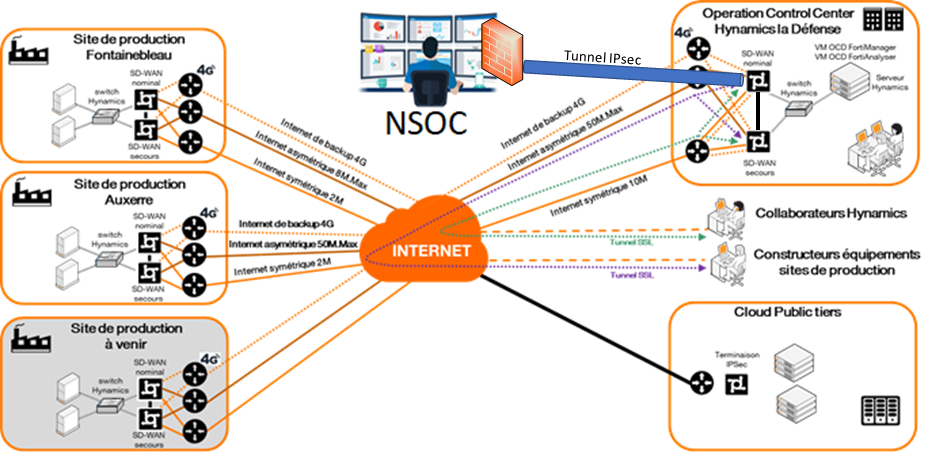 Site de production
Fontainebleau
SD-WAN
nominal
4G
switch
Hynamics
SD-WAN
secours
Internet de backup 4G
Internet asymétrique 8M.Max
Internet symétrique 2M
Site de production
Auxerre
SD-WAN
nominal
4G
switch
Hynamics
SD-WAN
secours
Internet de backup 4G
Internet asymétrique 50M.Max
Internet symétrique 2M
Site de production
à venir
SD-WAN
nominal
4G
switch
Hynamics
SD-WAN
secours
NSOC
Tunnel IPsec
INTERNET
Internet de backup 4G
Internet asymétrique 50M.Max
Internet symétrique 10M
Operation Control Center
Hynamics la Défense
4G
SD-WAN
nominal
VM OCD FortiManager
VM OCD FortiAnalyser
switch
Hynamics
Serveur
Hynamics
SD-WAN
secours
Collaborateurs Hynamics
Tunnel SSL
Constructeurs équipements
sites de production
Tunnel SSL
Cloud Public tiers
Terminaison
IPSec